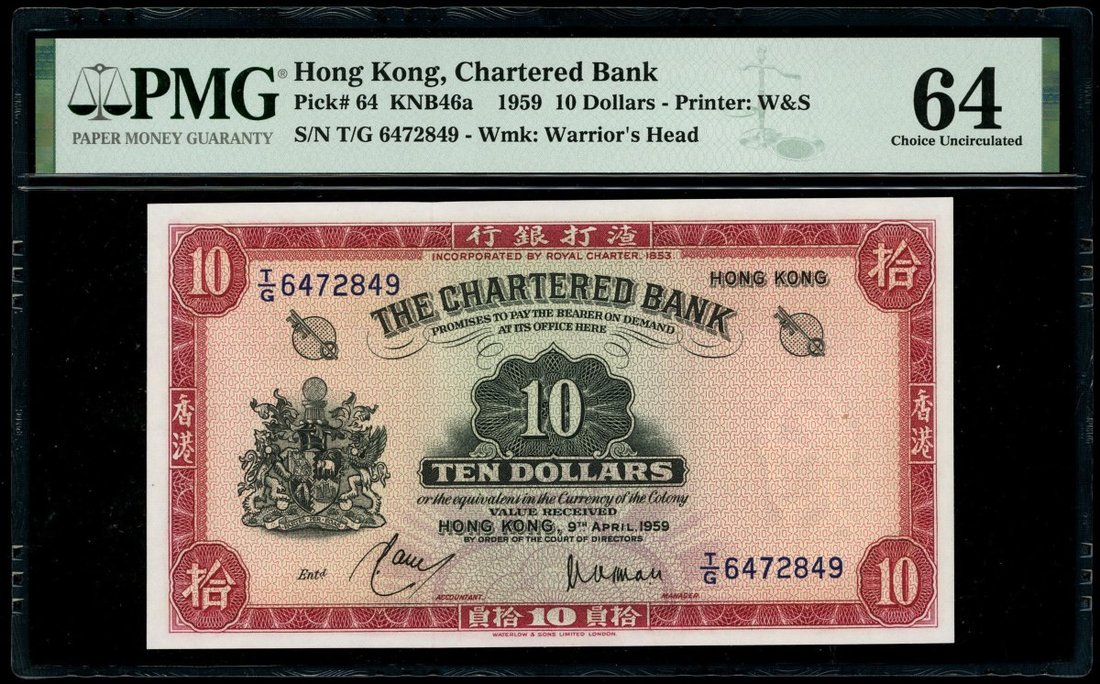 PMG®
PAPER MONEY GUARANTY
Hong Kong, Chartered Bank
Pick# 64 KNB46a 1959 10 Dollars - Printer: W&S
S/N T/G 6472849 - Wmk: Warrior's Head
64
Choice Uncirculated
行銀打渣
INCORPORATED BY ROYAL CHARTER, 1853
10
T/G 6472849
HONG KONG
拾
THE CHARTERED BANK
PROMISES TO PAY THE BEARER ON DEMAND
AT ITS OFFICE HERE
10
香港
香港
TEN DOLLARS
or the equivalent in the Currency of the Colony
VALUE RECEIVED
HONG KONG, 9TH APRIL, 1959
BY ORDER OF THE COURT OF DIRECTORS
Entd
T/G 6472849
拾
ACCOUNTANT.
MANAGER.
10
員拾10員拾
WATERLOW & SONS LIMITED LONDON.